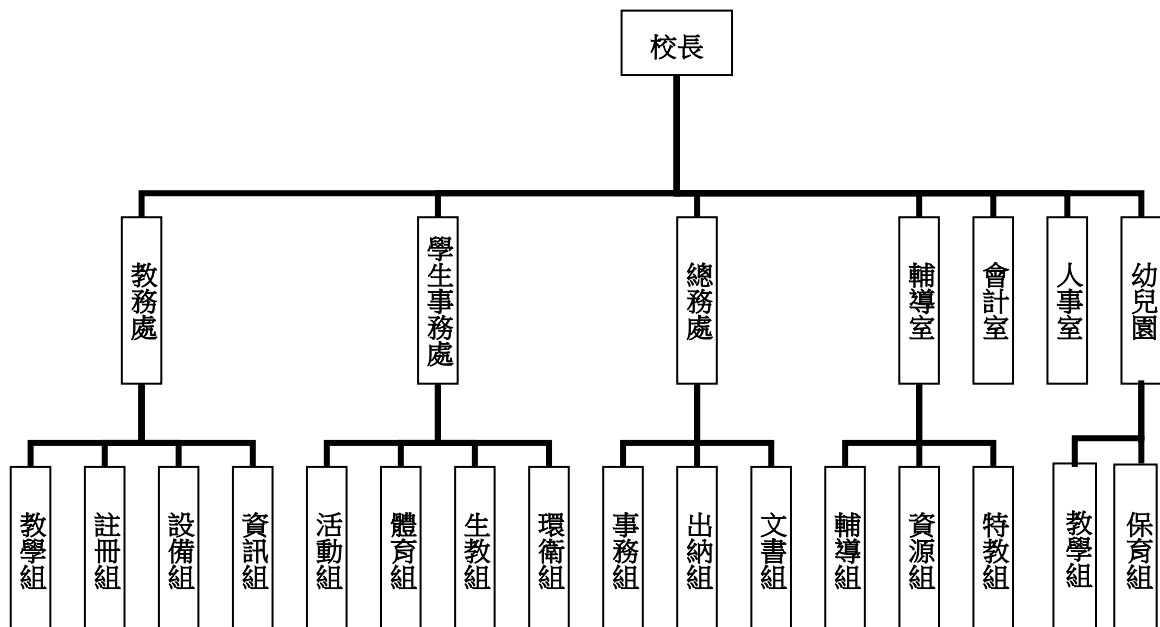 校長
教務處
學生事務處
總務處
輔導室
會計室
人事室
幼兒園
教學組
註冊組
設備組
資訊組
活動組
體育組
生教組
環衛組
事務組
出納組
文書組
輔導組
資源組
特教組
教學組
保育組